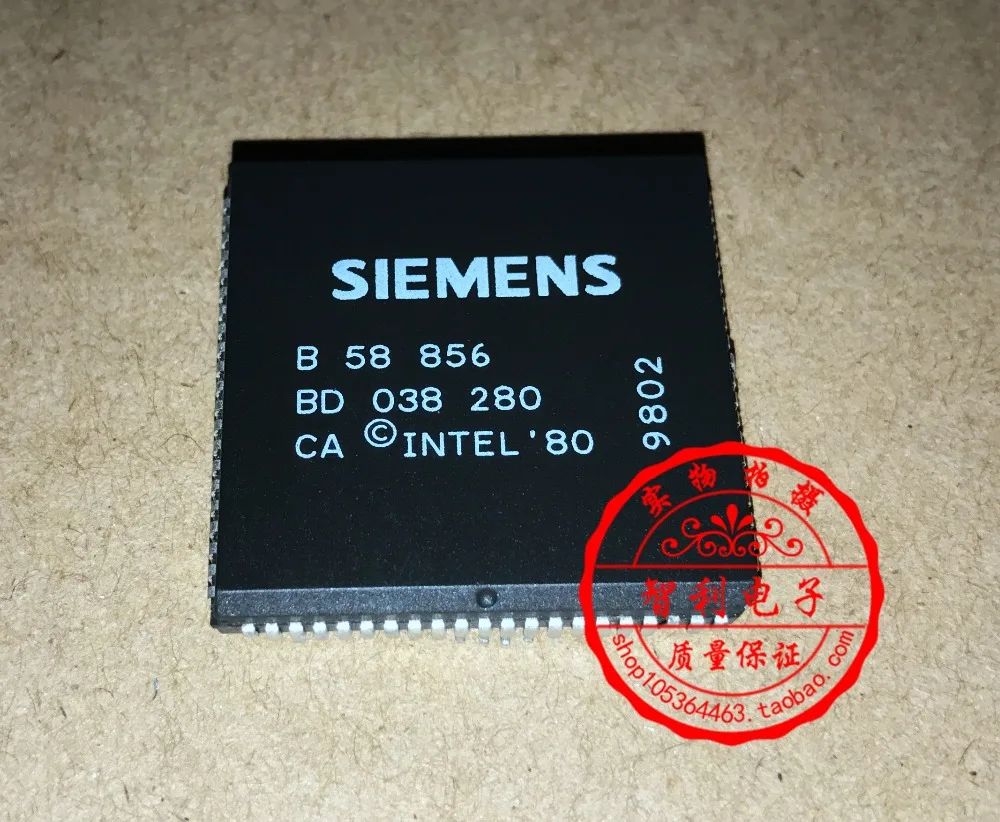 SIEMENS
B 58 856
BD 038 280
CA © INTEL '80
9802
实物拍摄
智利电子
质量保证
shop105364463.taobao.com